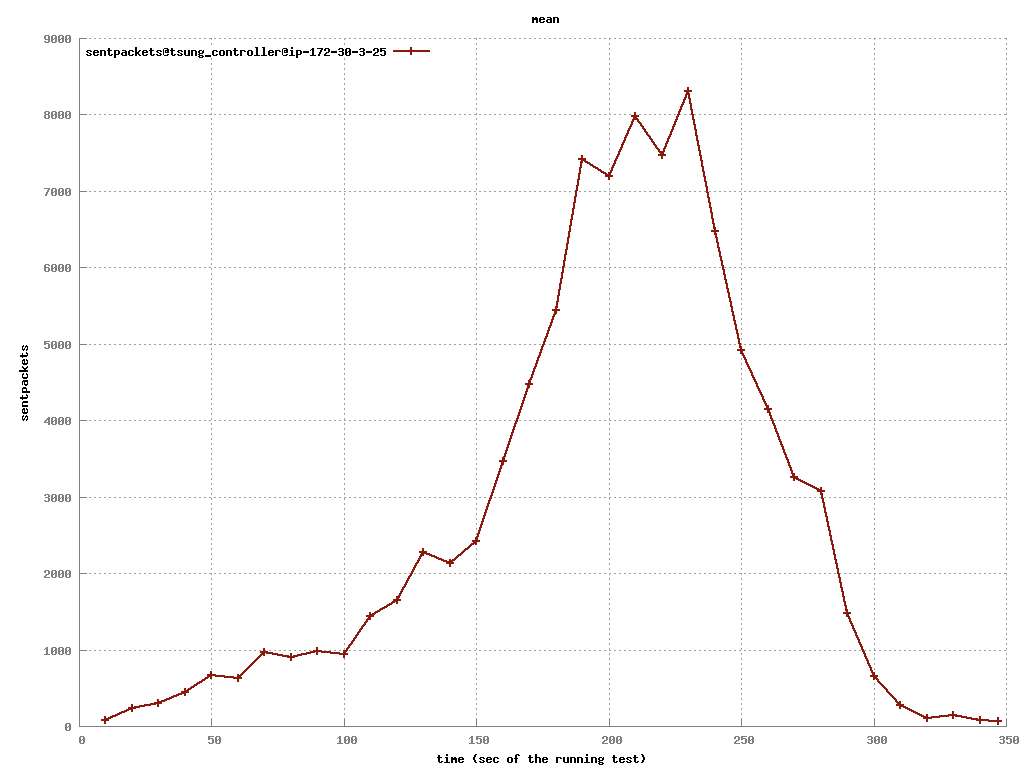 mean
9000
sentpackets@tsung_controller@ip-172-30-3-25
8000
7000
6000
5000
sentpackets
4000
3000
2000
1000
0
0 50 100 150 200 250 300 350
time (sec of the running test)